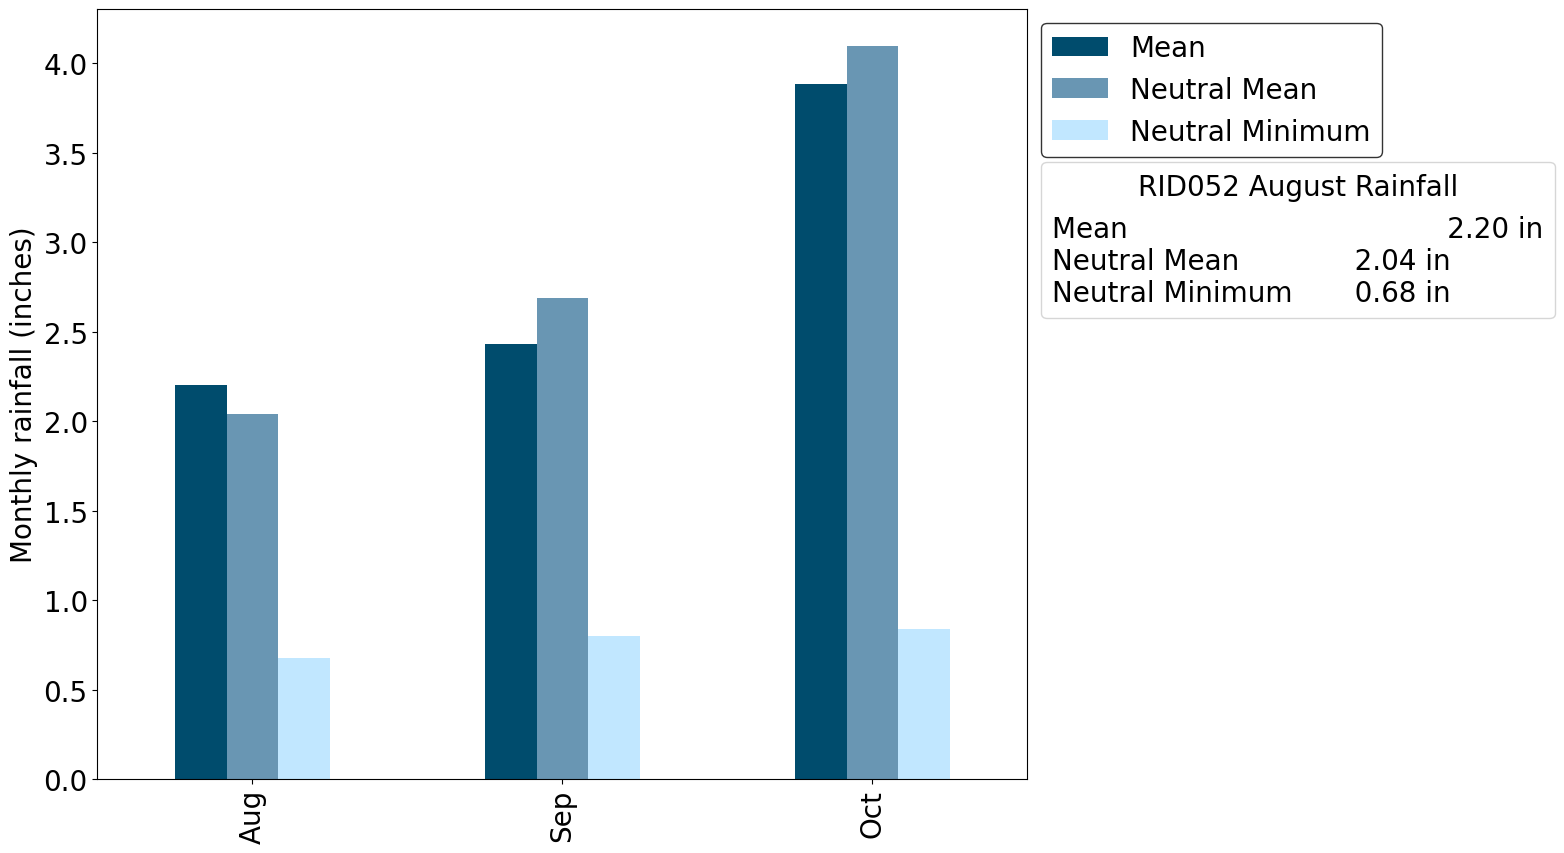 Monthly rainfall (inches)
4.0
3.5
3.0
2.5
2.0
1.5
1.0
0.5
0.0
Aug
Sep
Oct
Mean
Neutral Mean
Neutral Minimum
RID052 August Rainfall
Mean 2.20 in
Neutral Mean 2.04 in
Neutral Minimum 0.68 in